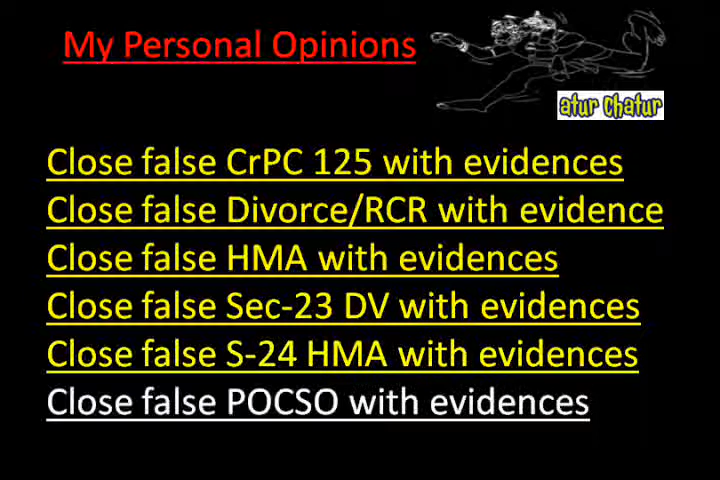 My Personal Opinions
atur Chatur
Close false CrPC 125 with evidences
Close false Divorce/RCR with evidence
Close false HMA with evidences
Close false Sec-23 DV with evidences
Close false S-24 HMA with evidences
Close false POCSO with evidences